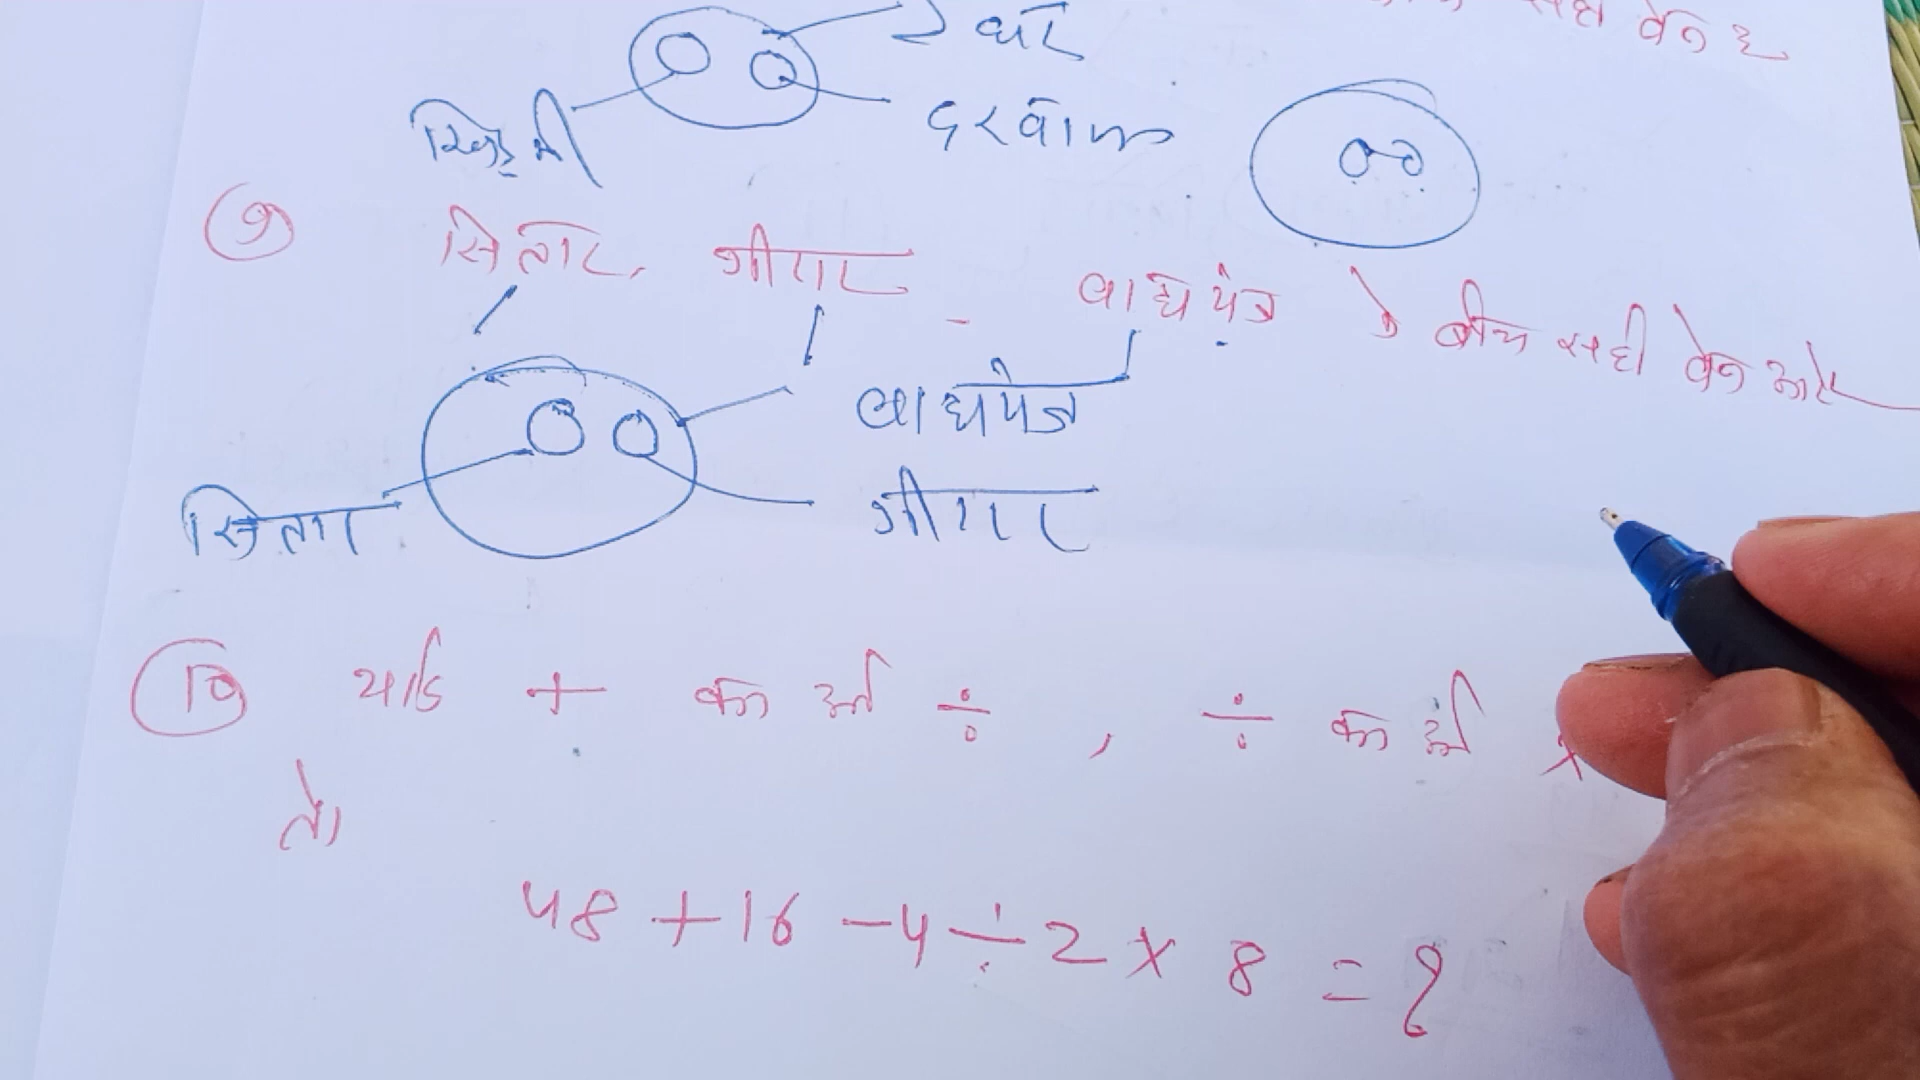 घर
खिड़की दरवाजा
(9) सितार, गीटार - वाद्ययंत्र के बीच सही वेन आरेख
वाद्ययंत्र
सितार गीटार
(10) यदि + का अर्थ ÷ , ÷ का अर्थ ×
तो
48 + 16 - 4 ÷ 2 × 8 = ?